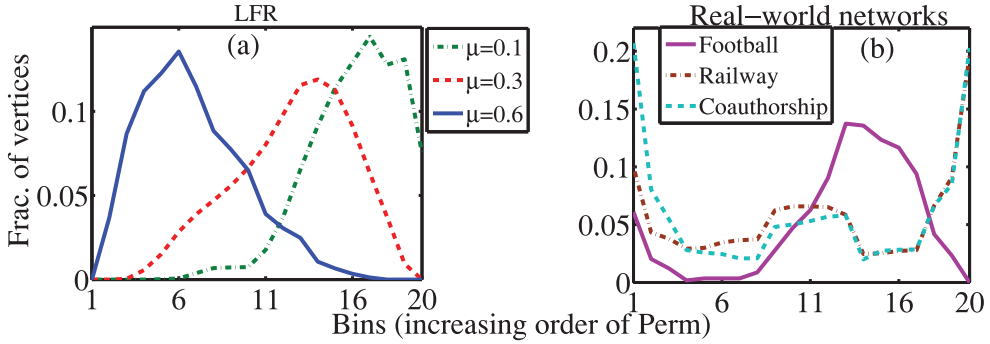 LFR
(a)
μ=0.1
μ=0.3
μ=0.6
Frac. of vertices
0.1
0.05
0
1 6 11 16 20
Real−world networks
(b)
Football
Railway
Coauthorship
0.2
0.15
0.1
0.05
0
1 6 11 16 20
Bins (increasing order of Perm)